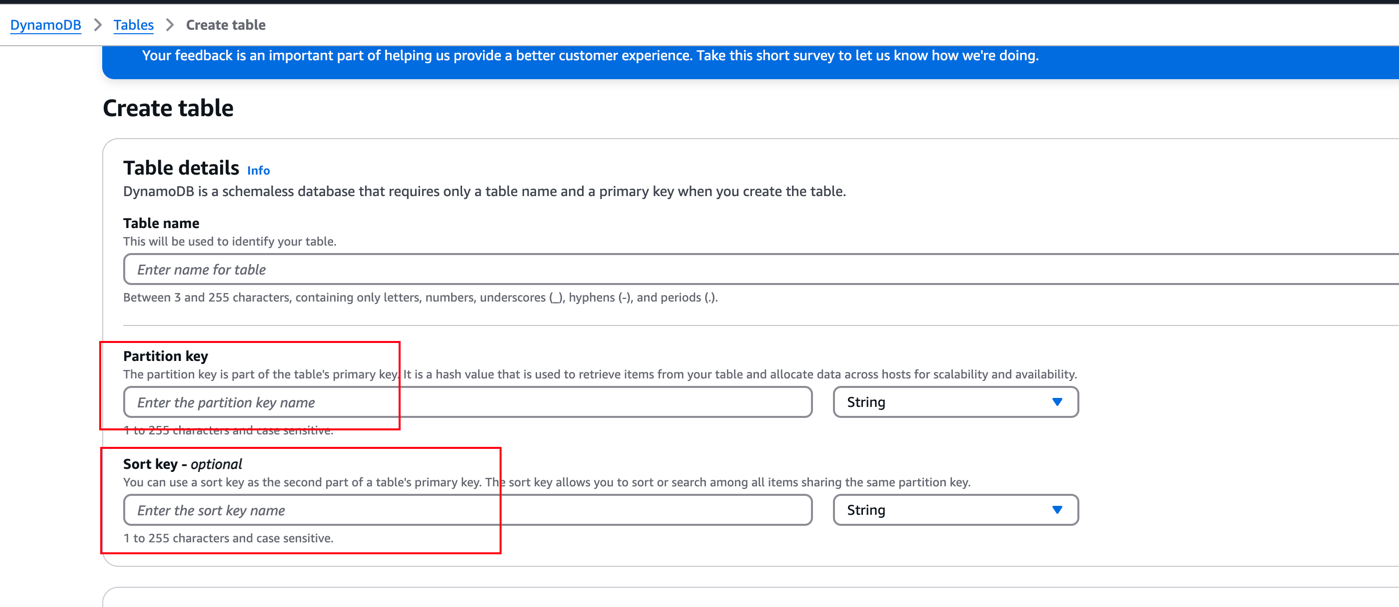 DynamoDB > Tables > Create table
Your feedback is an important part of helping us provide a better customer experience. Take this short survey to let us know how we're doing.
Create table
Table details Info
DynamoDB is a schemaless database that requires only a table name and a primary key when you create the table.
Table name
This will be used to identify your table.
Enter name for table
Between 3 and 255 characters, containing only letters, numbers, underscores (_), hyphens (-), and periods (.).
Partition key
The partition key is part of the table's primary key. It is a hash value that is used to retrieve items from your table and allocate data across hosts for scalability and availability.
Enter the partition key name String
1 to 255 characters and case sensitive.
Sort key - optional
You can use a sort key as the second part of a table's primary key. The sort key allows you to sort or search among all items sharing the same partition key.
Enter the sort key name String
1 to 255 characters and case sensitive.